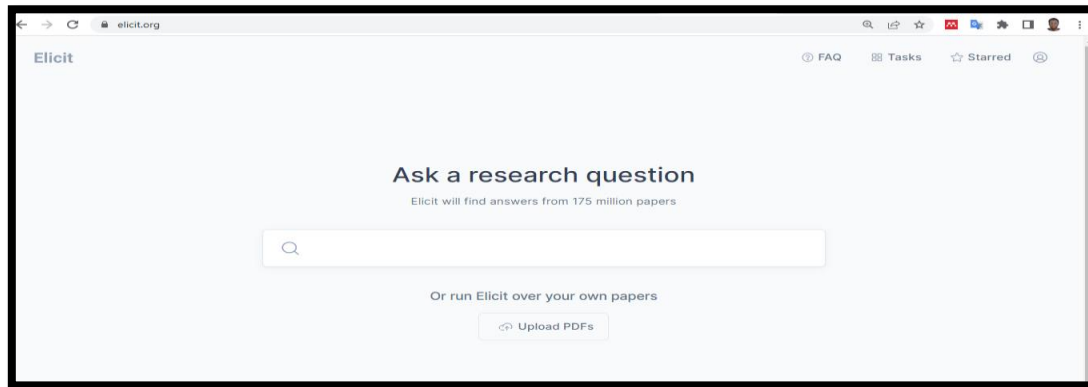 elicit.org
Elicit
FAQ Tasks Starred
Ask a research question
Elicit will find answers from 175 million papers
Or run Elicit over your own papers
Upload PDFs